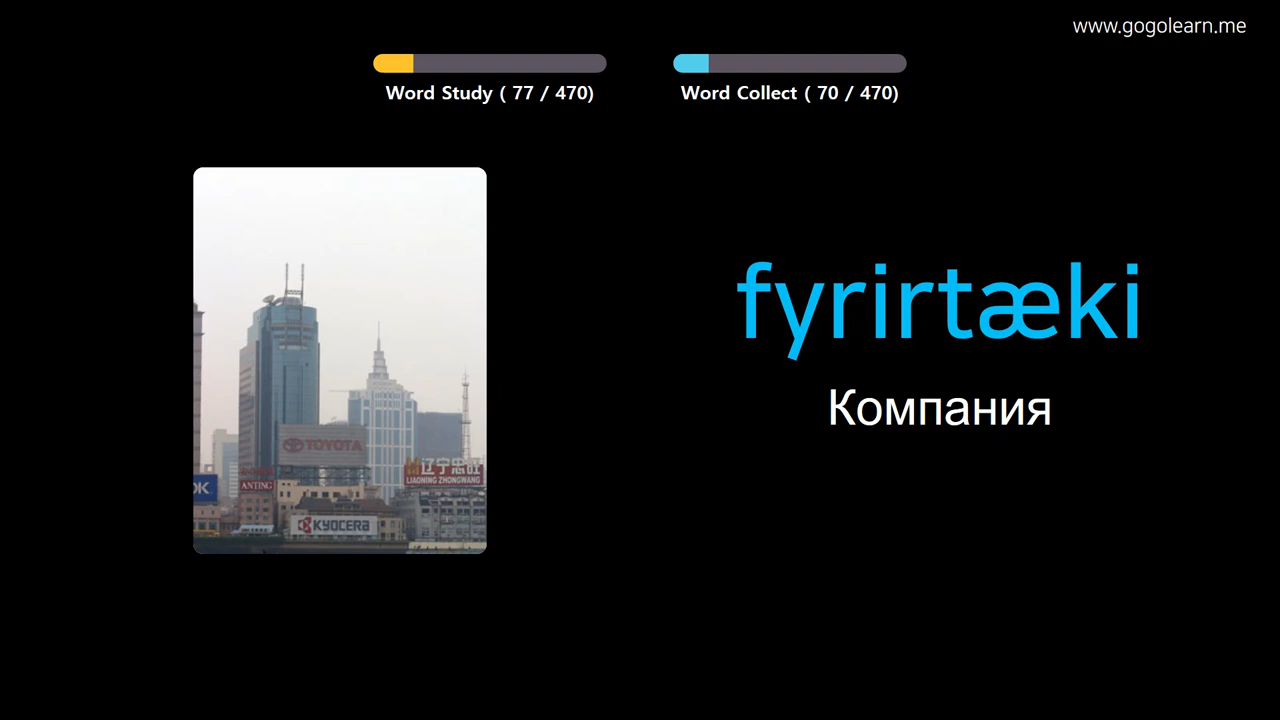 www.gogolearn.me
Word Study ( 77 / 470)
Word Collect ( 70 / 470)
fyrirtæki
Компания
TOYOTA
辽宁忠旺
LIAONING ZHONGWANG
ANTING
KYOCERA